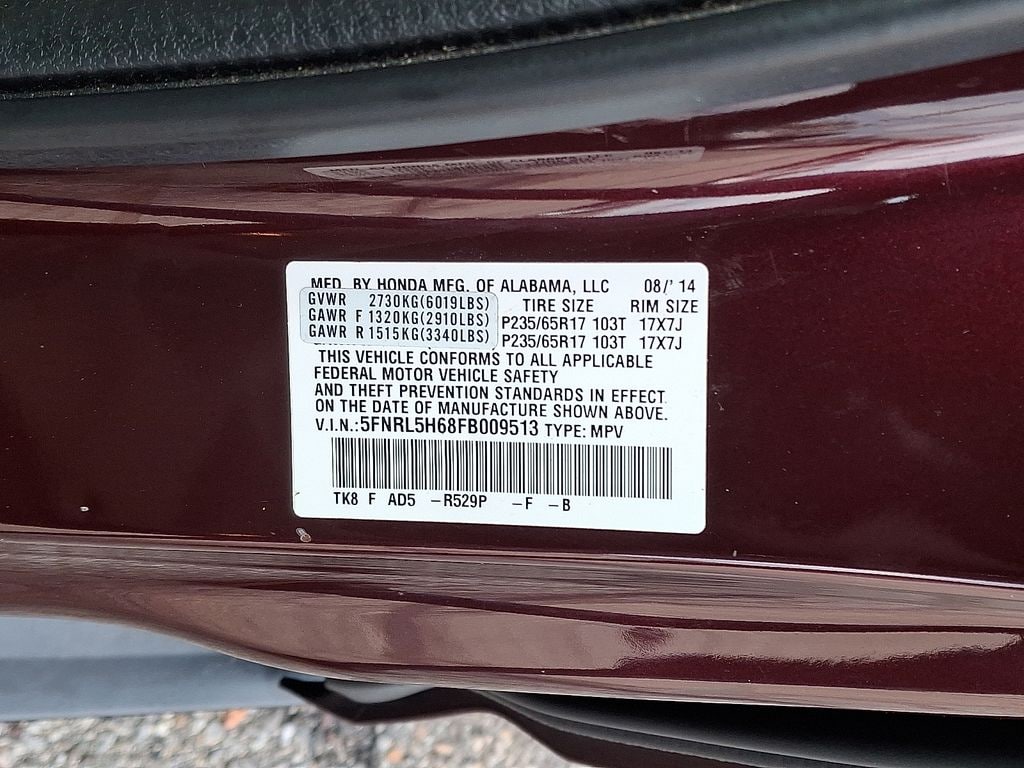 MFD. BY HONDA MFG. OF ALABAMA, LLC 08/' 14
GVWR 2730KG(6019LBS) TIRE SIZE RIM SIZE
GAWR F 1320KG(2910LBS) P235/65R17 103T 17X7J
GAWR R 1515KG(3340LBS) P235/65R17 103T 17X7J
THIS VEHICLE CONFORMS TO ALL APPLICABLE
FEDERAL MOTOR VEHICLE SAFETY
AND THEFT PREVENTION STANDARDS IN EFFECT
ON THE DATE OF MANUFACTURE SHOWN ABOVE.
V.I.N.:5FNRL5H68FB009513 TYPE: MPV
TK8 F AD5 -R529P -F -B